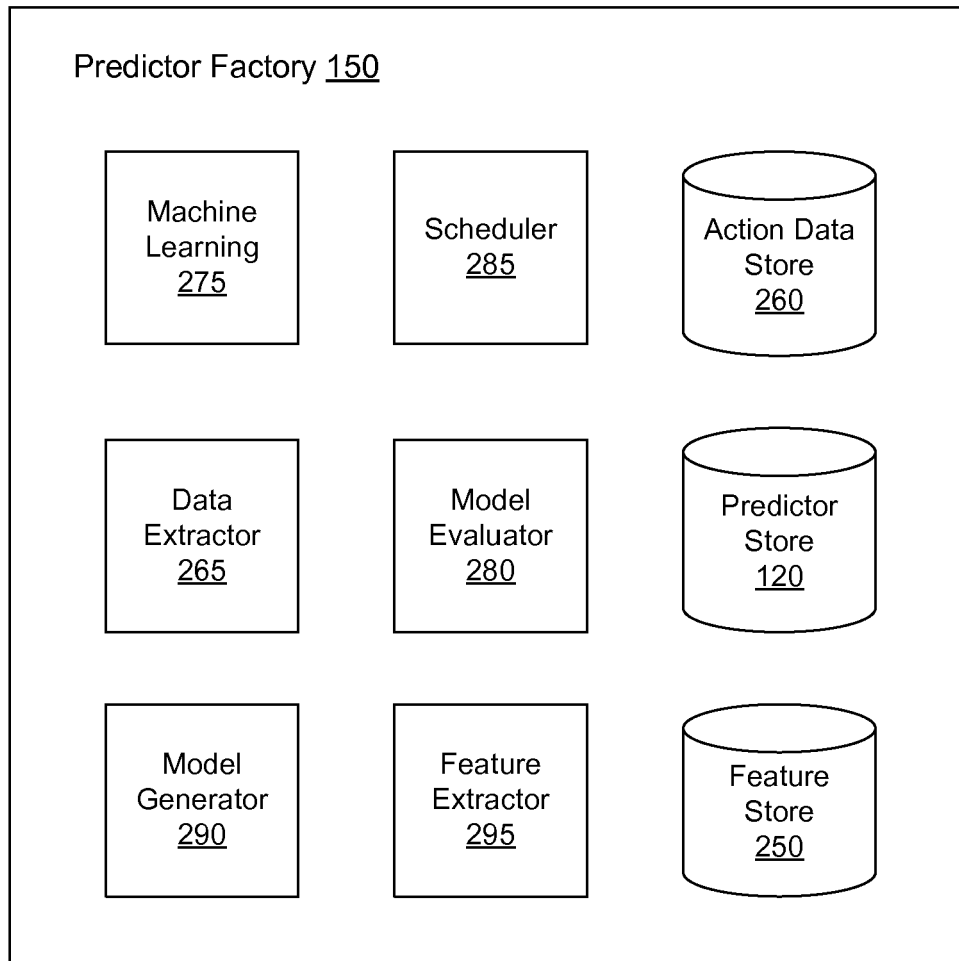 Predictor Factory 150
Machine
Learning
275
Scheduler
285
Action Data
Store
260
Data
Extractor
265
Model
Evaluator
280
Predictor
Store
120
Model
Generator
290
Feature
Extractor
295
Feature
Store
250